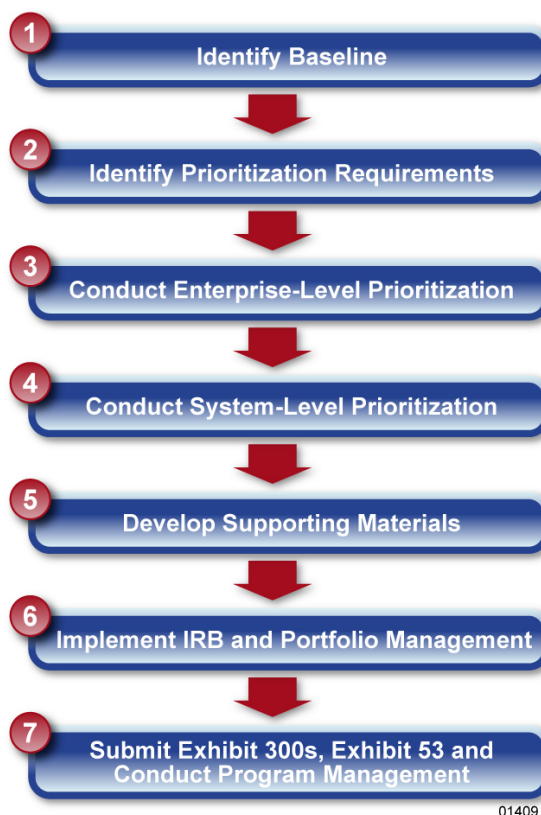 1
Identify Baseline
2
Identify Prioritization Requirements
3
Conduct Enterprise-Level Prioritization
4
Conduct System-Level Prioritization
5
Develop Supporting Materials
6
Implement IRB and Portfolio Management
7
Submit Exhibit 300s, Exhibit 53 and
Conduct Program Management
01409